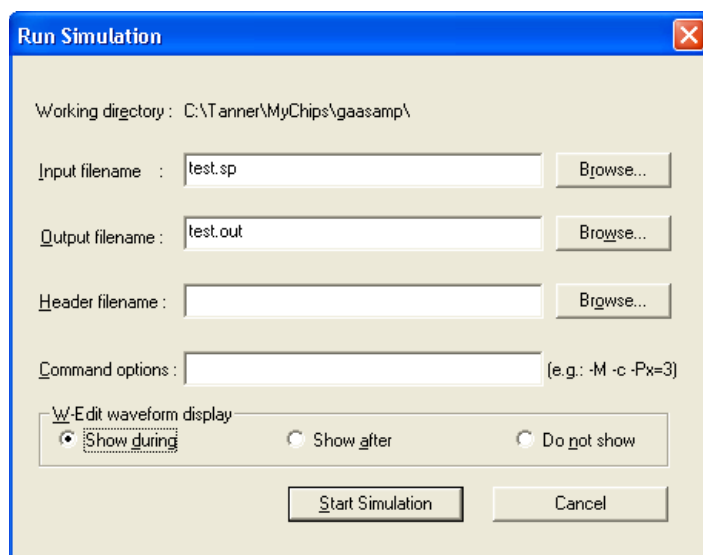 Run Simulation
Working directory : C:\Tanner\MyChips\gaasamp\
Input filename : test.sp Browse...
Output filename : test.out Browse...
Header filename : Browse...
Command options : (e.g.: -M -c -Px=3)
W-Edit waveform display
Show during Show after Do not show
Start Simulation Cancel